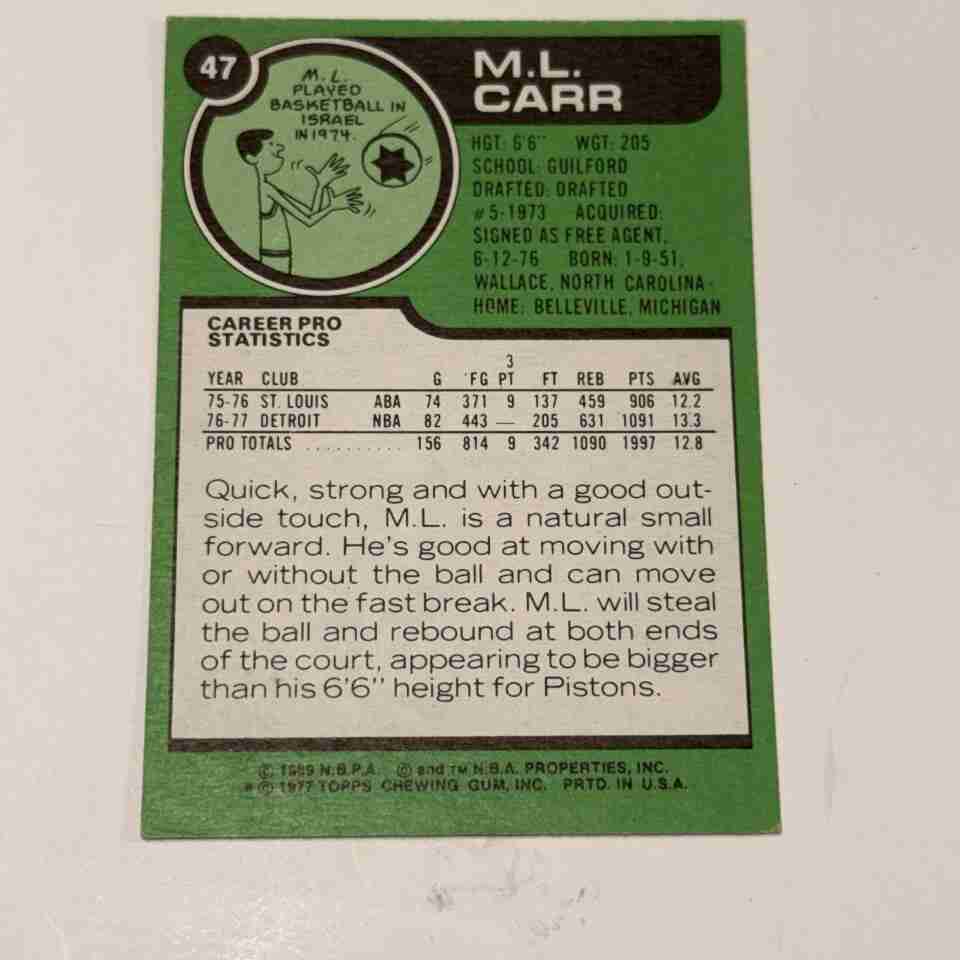 47
M.L.
PLAYED
BASKETBALL IN
ISRAEL
IN 1974.
M.L.
CARR
HGT: 6'6" WGT: 205
SCHOOL: GUILFORD
DRAFTED: DRAFTED
#5-1973 ACQUIRED:
SIGNED AS FREE AGENT,
6-12-76 BORN: 1-9-51,
WALLACE, NORTH CAROLINA
HOME: BELLEVILLE, MICHIGAN
CAREER PRO
STATISTICS
3
YEAR CLUB G FG PT FT REB PTS AVG
75-76 ST. LOUIS ABA 74 371 9 137 459 906 12.2
76-77 DETROIT NBA 82 443 — 205 631 1091 13.3
PRO TOTALS .......... 156 814 9 342 1090 1997 12.8
Quick, strong and with a good out-
side touch, M.L. is a natural small
forward. He's good at moving with
or without the ball and can move
out on the fast break. M.L. will steal
the ball and rebound at both ends
of the court, appearing to be bigger
than his 6'6" height for Pistons.
© 1969 N.B.P.A. © and TM N.B.A. PROPERTIES, INC.
* © 1977 TOPPS CHEWING GUM, INC. PRTD. IN U.S.A.